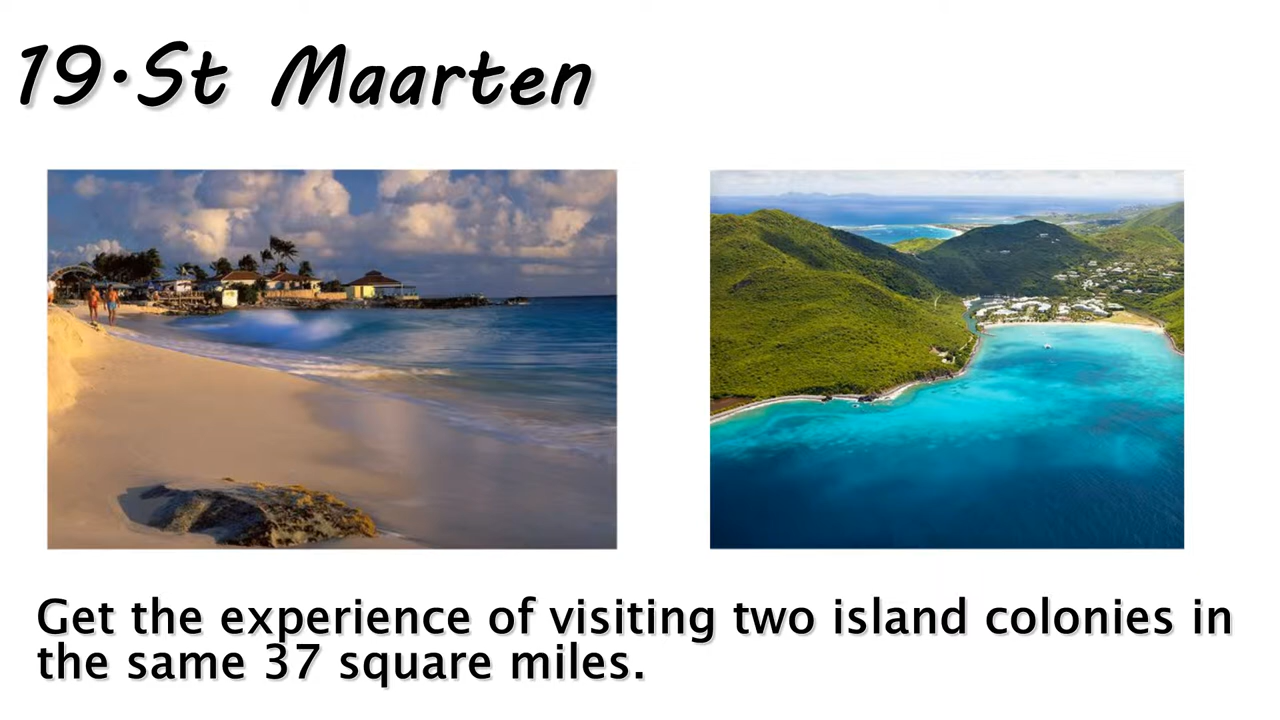 19.St Maarten
Get the experience of visiting two island colonies in
the same 37 square miles.